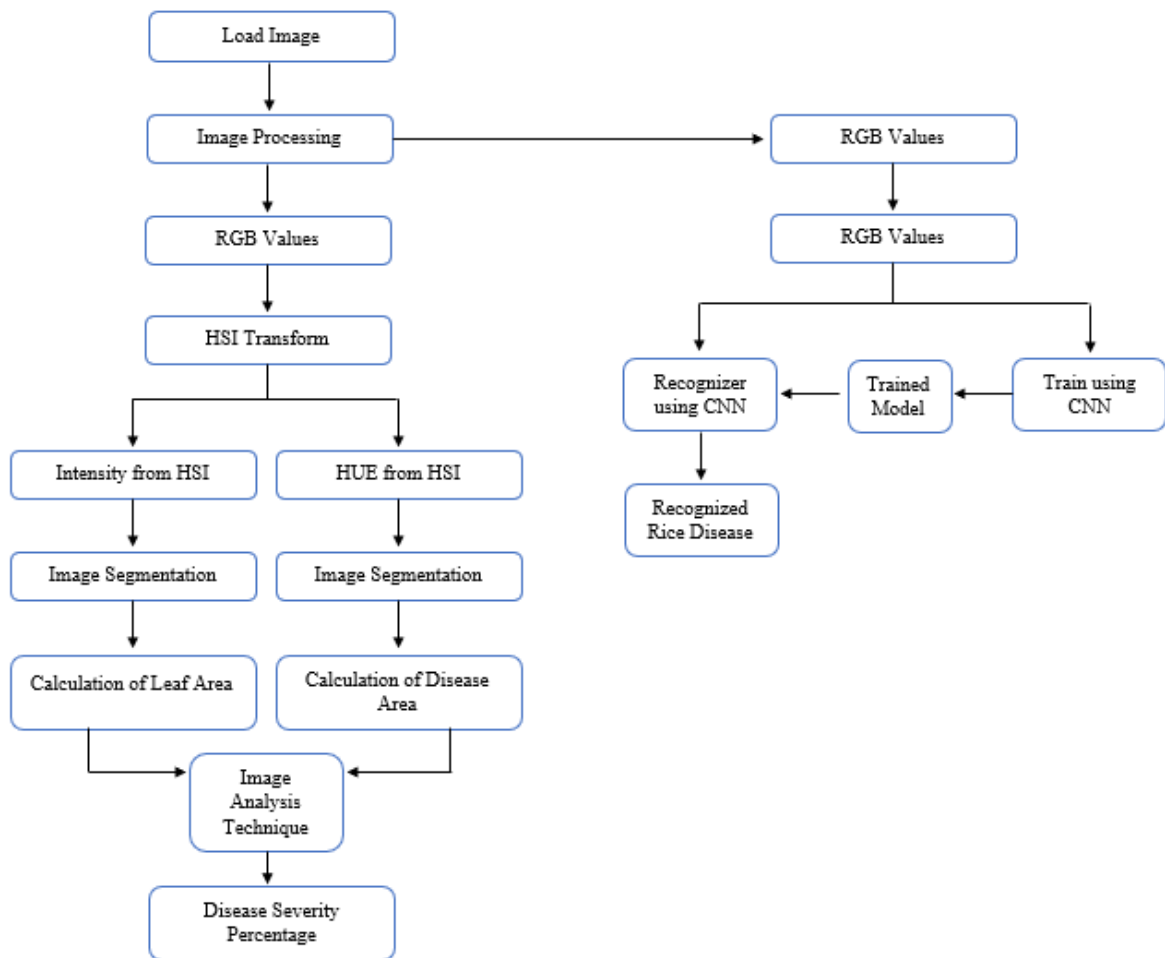 Load Image
Image Processing
RGB Values
RGB Values
RGB Values
HSI Transform
Recognizer
using CNN
Trained
Model
Train using
CNN
Intensity from HSI
HUE from HSI
Recognized
Rice Disease
Image Segmentation
Image Segmentation
Calculation of Leaf Area
Calculation of Disease
Area
Image
Analysis
Technique
Disease Severity
Percentage